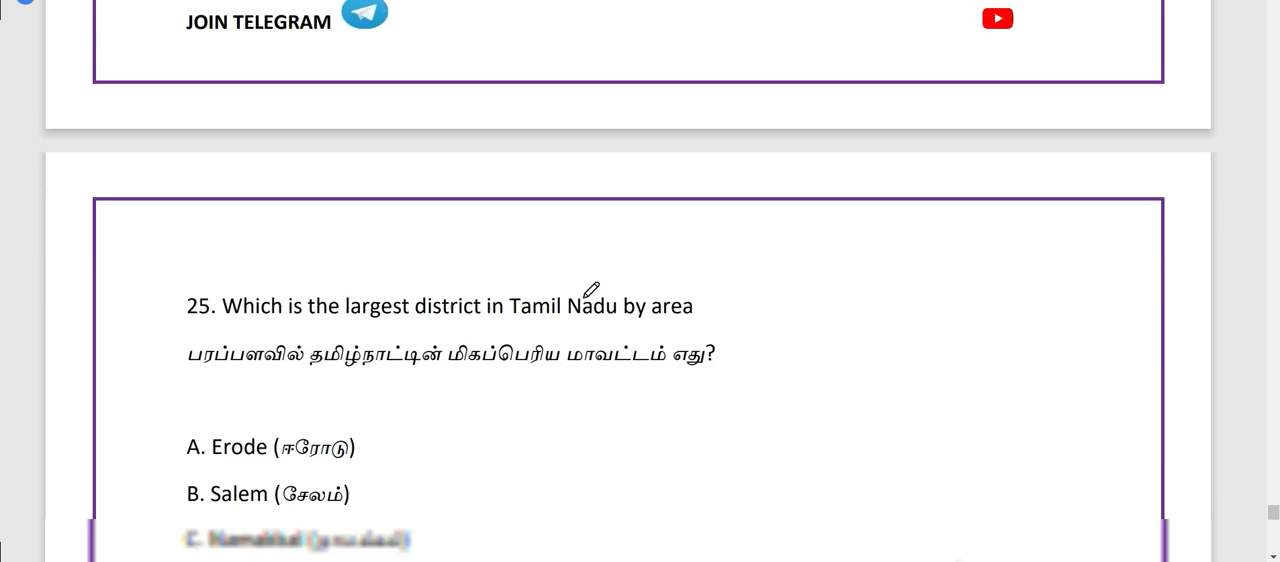 JOIN TELEGRAM
25. Which is the largest district in Tamil Nadu by area
பரப்பளவில் தமிழ்நாட்டின் மிகப்பெரிய மாவட்டம் எது?
A. Erode (ஈரோடு)
B. Salem (சேலம்)